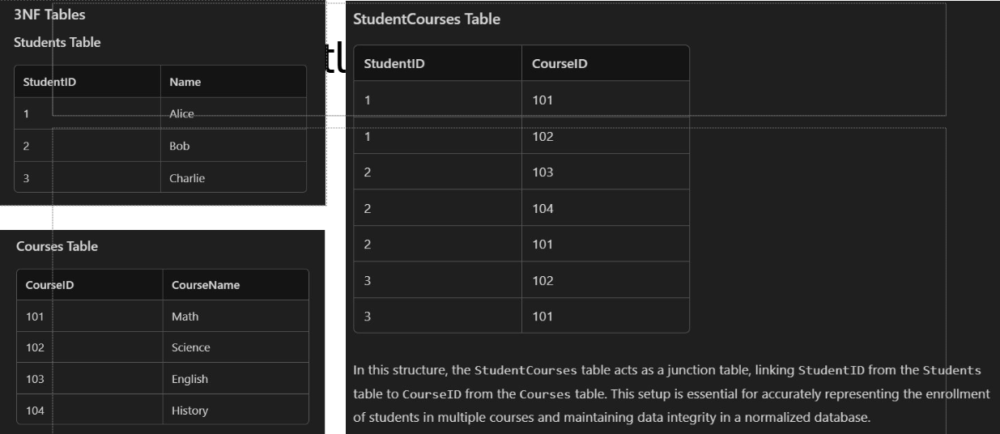 3NF Tables
Students Table
StudentID Name
1 Alice
2 Bob
3 Charlie
Courses Table
CourseID CourseName
101 Math
102 Science
103 English
104 History
StudentCourses Table
StudentID CourseID
1 101
1 102
2 103
2 104
2 101
3 102
3 101
In this structure, the StudentCourses table acts as a junction table, linking StudentID from the Students
table to CourseID from the Courses table. This setup is essential for accurately representing the enrollment
of students in multiple courses and maintaining data integrity in a normalized database.